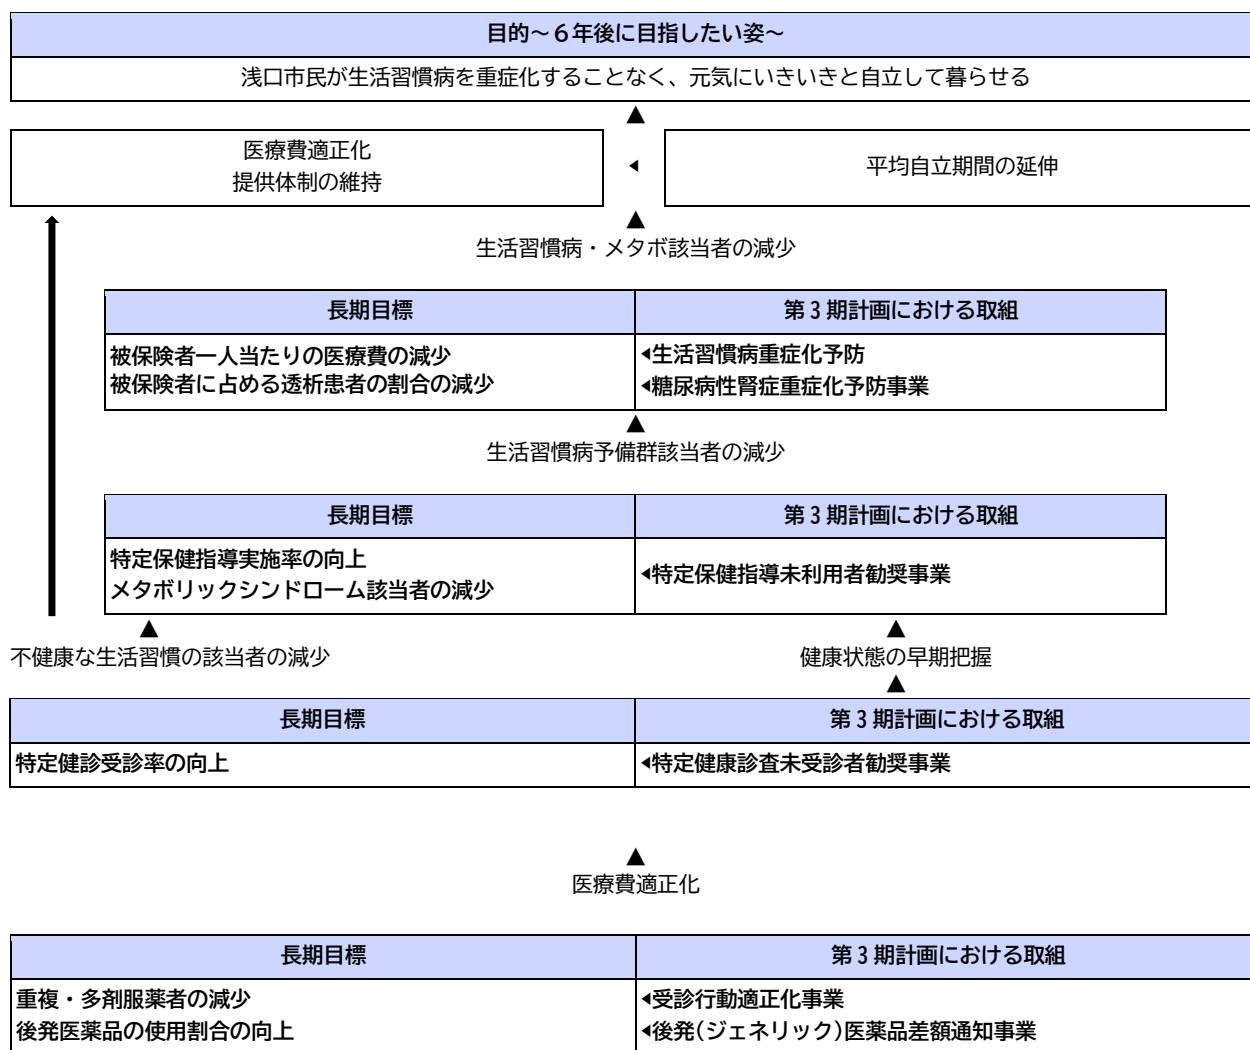 目的～６年後に目指したい姿～
浅口市民が生活習慣病を重症化することなく、元気にいきいきと自立して暮らせる
▲
医療費適正化
提供体制の維持
◀
平均自立期間の延伸
▲
生活習慣病・メタボ該当者の減少
長期目標
第３期計画における取組
被保険者一人当たりの医療費の減少
被保険者に占める透析患者の割合の減少
◀生活習慣病重症化予防
◀糖尿病性腎症重症化予防事業
▲
生活習慣病予備群該当者の減少
長期目標
第３期計画における取組
特定保健指導実施率の向上
メタボリックシンドローム該当者の減少
◀特定保健指導未利用者勧奨事業
▲
不健康な生活習慣の該当者の減少
▲
健康状態の早期把握
▲
長期目標
第３期計画における取組
特定健診受診率の向上
◀特定健康診査未受診者勧奨事業
▲
医療費適正化
長期目標
第３期計画における取組
重複・多剤服薬者の減少
後発医薬品の使用割合の向上
◀受診行動適正化事業
◀後発(ジェネリック)医薬品差額通知事業